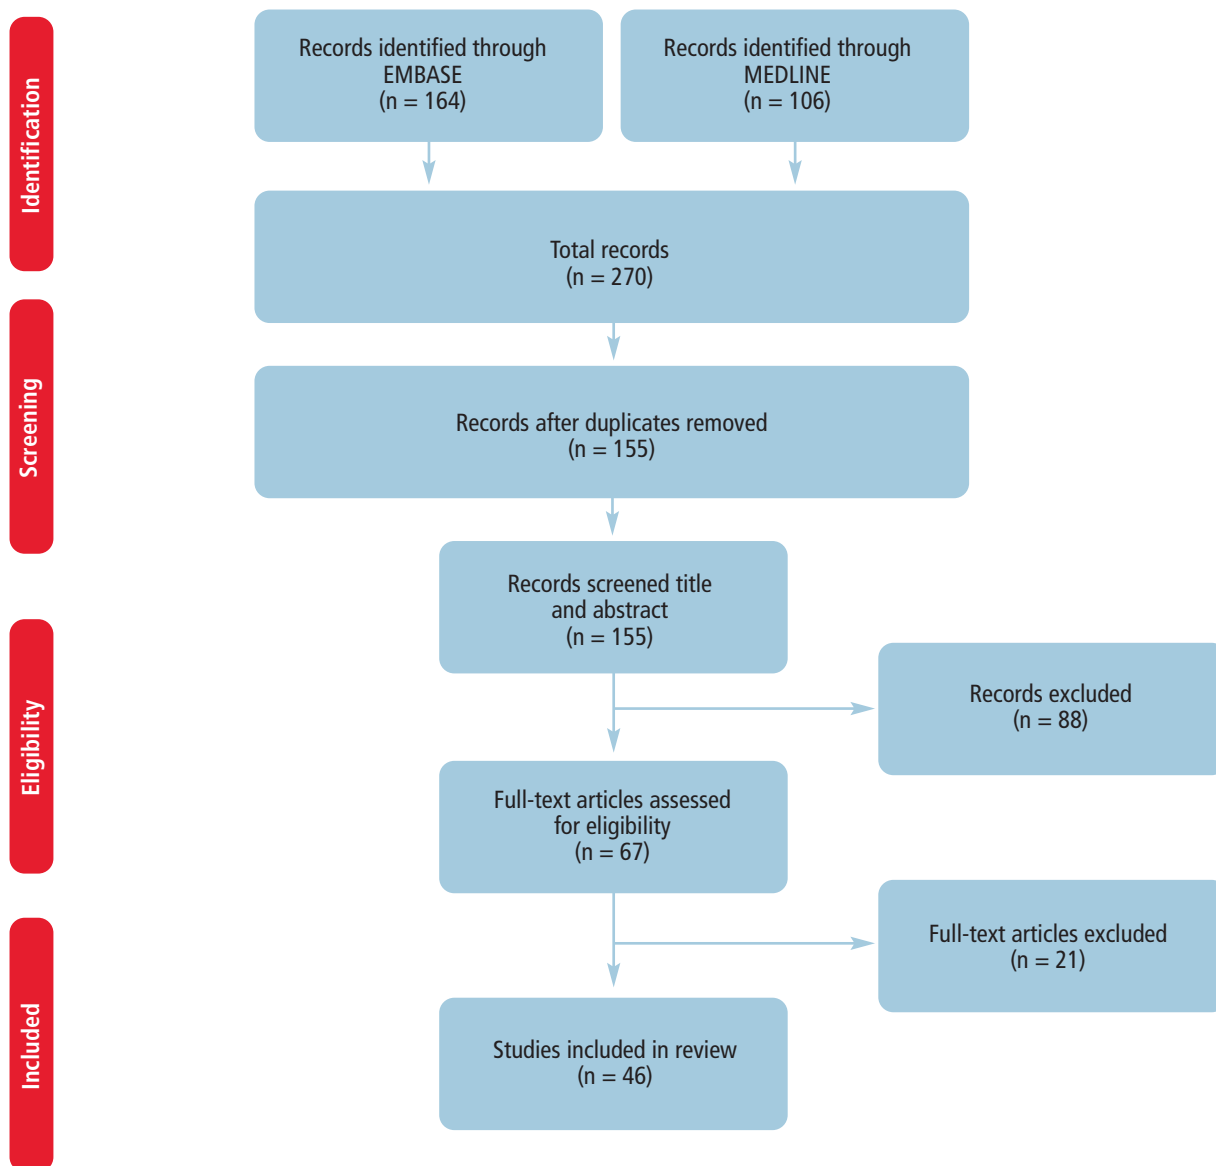 Identification
Records identified through
EMBASE
(n = 164)
Records identified through
MEDLINE
(n = 106)
Total records
(n = 270)
Screening
Records after duplicates removed
(n = 155)
Records screened title
and abstract
(n = 155)
Eligibility
Records excluded
(n = 88)
Full-text articles assessed
for eligibility
(n = 67)
Full-text articles excluded
(n = 21)
Included
Studies included in review
(n = 46)